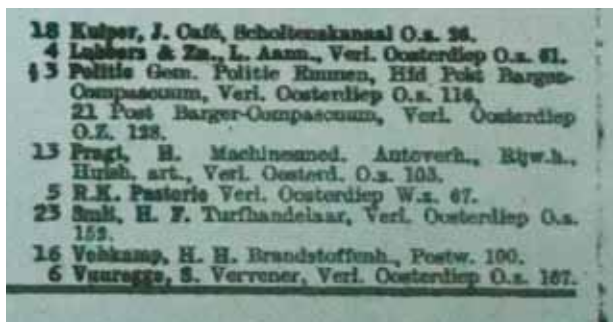 18 Kuiper, J. Café, Scholtenskanaal O.z. 26.
4 Lubbers & Zn., L. Aann., Verl. Oosterdiep O.z. 61.
§ 3 Politie Gem. Politie Emmen, Hfd Post Barger-
Compascuum, Verl. Oosterdiep O.z. 116,
21 Post Barger-Compascuum, Verl. Oosterdiep
O.Z. 128.
13 Pragt, H. Machinesmed. Autoverh., Rijw.h.,
Huish. art., Verl. Oosterd. O.z. 103.
5 R.K. Pastorie Verl. Oosterdiep W.z. 67.
23 Smit, H. F. Turfhandelaar, Verl. Oosterdiep O.z.
152.
16 Vehkamp, H. H. Brandstoffenh., Postw. 100.
6 Vuuregge, S. Vervener, Verl. Oosterdiep O.z. 167.